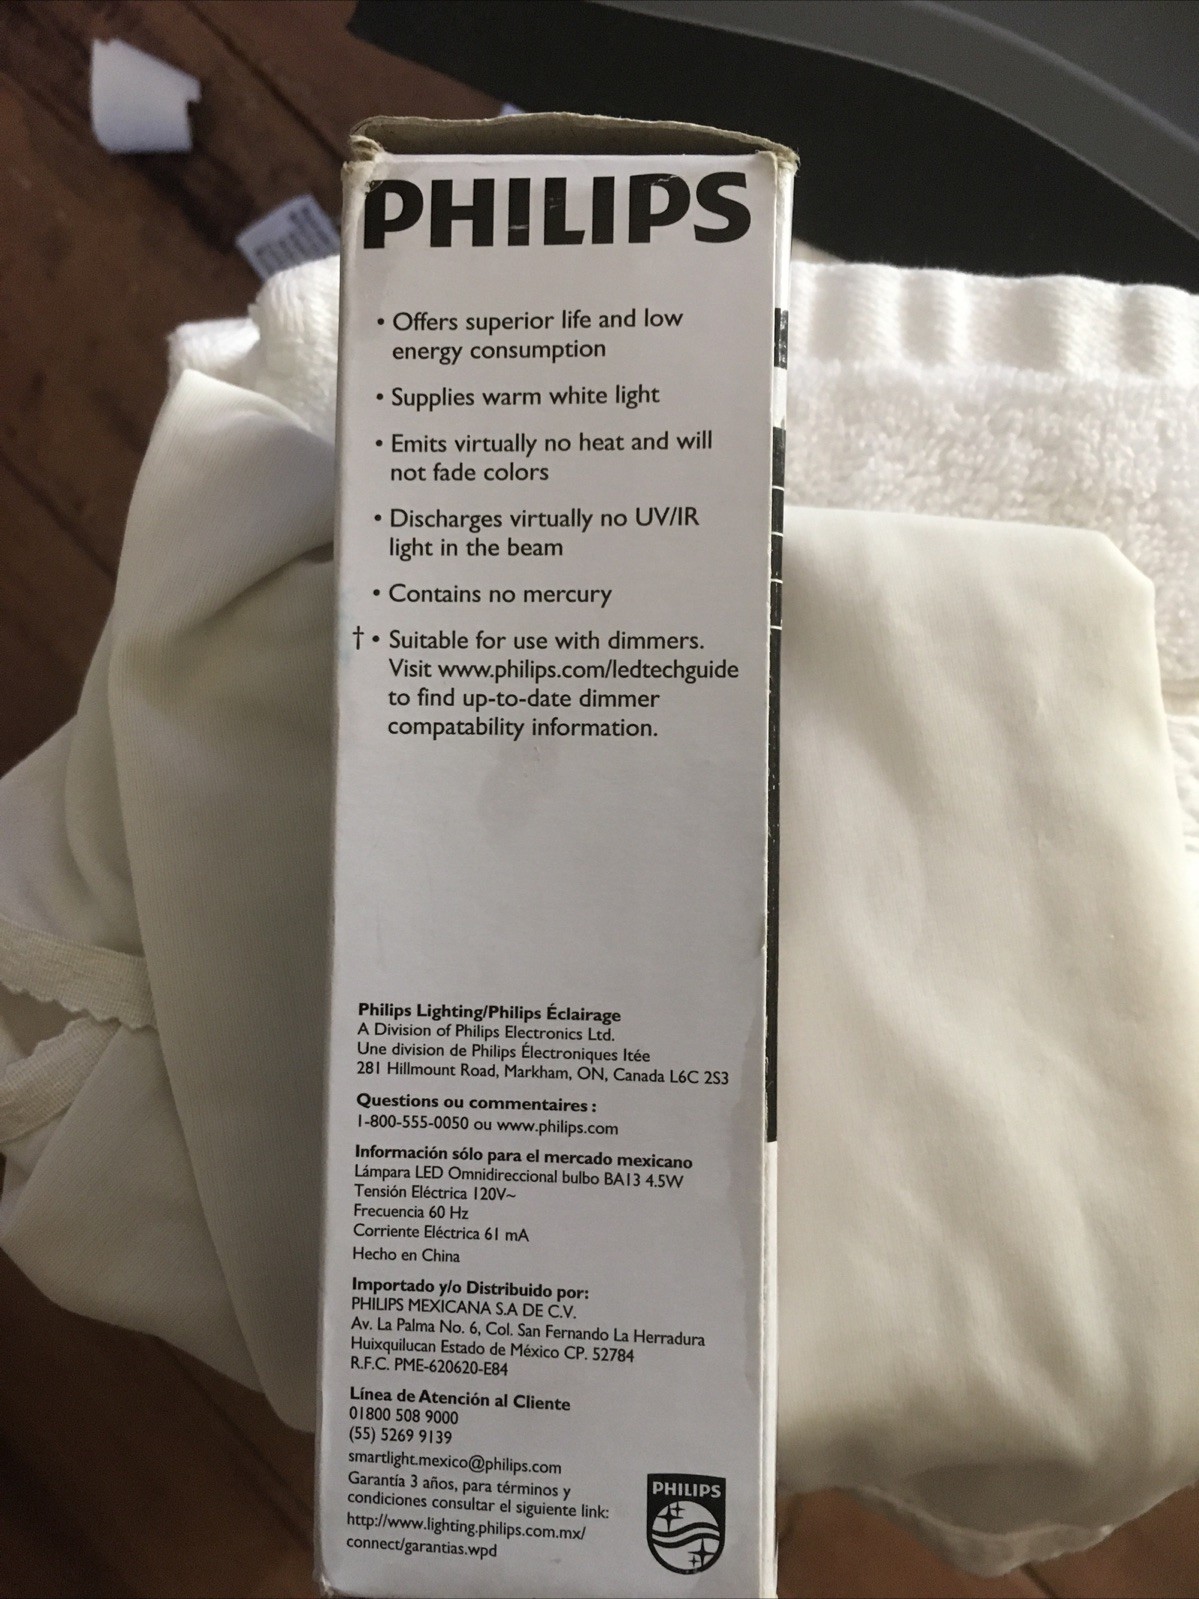 PHILIPS
• Offers superior life and low
energy consumption
• Supplies warm white light
• Emits virtually no heat and will
not fade colors
• Discharges virtually no UV/IR
light in the beam
• Contains no mercury
† • Suitable for use with dimmers.
Visit www.philips.com/ledtechguide
to find up-to-date dimmer
compatability information.
Philips Lighting/Philips Éclairage
A Division of Philips Electronics Ltd.
Une division de Philips Électroniques ltée
281 Hillmount Road, Markham, ON, Canada L6C 2S3
Questions ou commentaires :
1-800-555-0050 ou www.philips.com
Información sólo para el mercado mexicano
Lámpara LED Omnidireccional bulbo BA13 4.5W
Tensión Eléctrica 120V~
Frecuencia 60 Hz
Corriente Eléctrica 61 mA
Hecho en China
Importado y/o Distribuido por:
PHILIPS MEXICANA S.A DE C.V.
Av. La Palma No. 6, Col. San Fernando La Herradura
Huixquilucan Estado de México CP. 52784
R.F.C. PME-620620-E84
Línea de Atención al Cliente
01800 508 9000
(55) 5269 9139
smartlight.mexico@philips.com
Garantía 3 años, para términos y
condiciones consultar el siguiente link:
http://www.lighting.philips.com.mx/
connect/garantias.wpd
PHILIPS